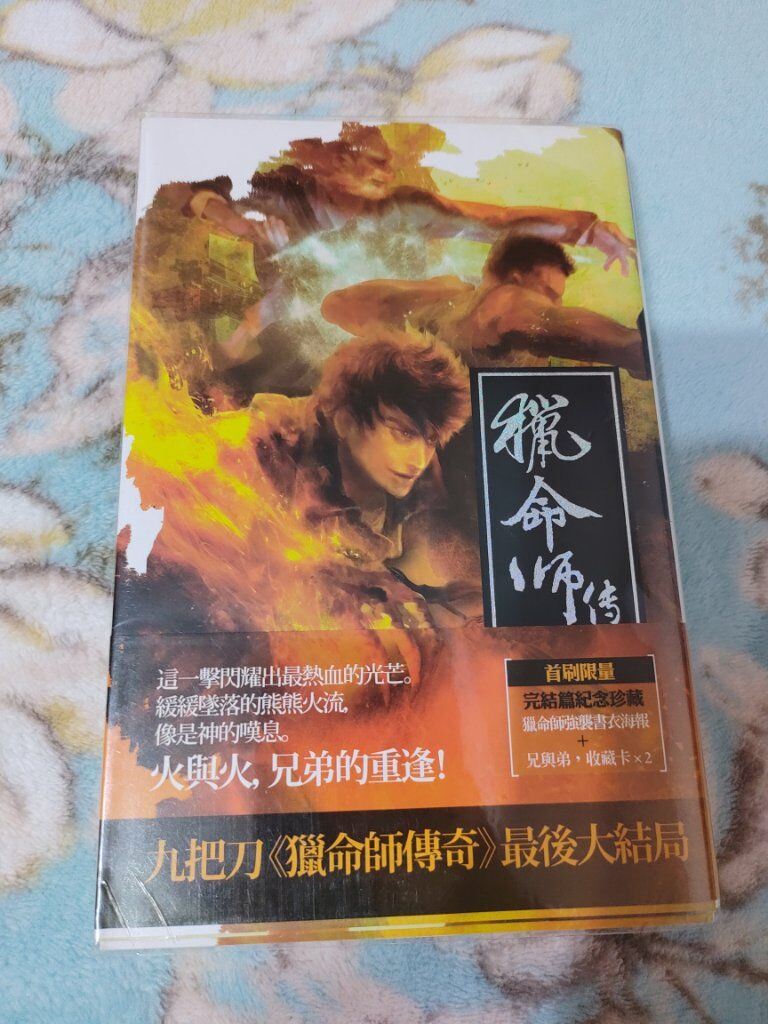 獵命師傳
這一擊閃耀出最熱血的光芒。
緩緩墜落的熊熊火流,
像是神的嘆息。
火與火,兄弟的重逢!
首刷限量
完結篇紀念珍藏
獵命師強襲書衣海報
+
兄與弟,收藏卡×2
九把刀《獵命師傳奇》最後大結局